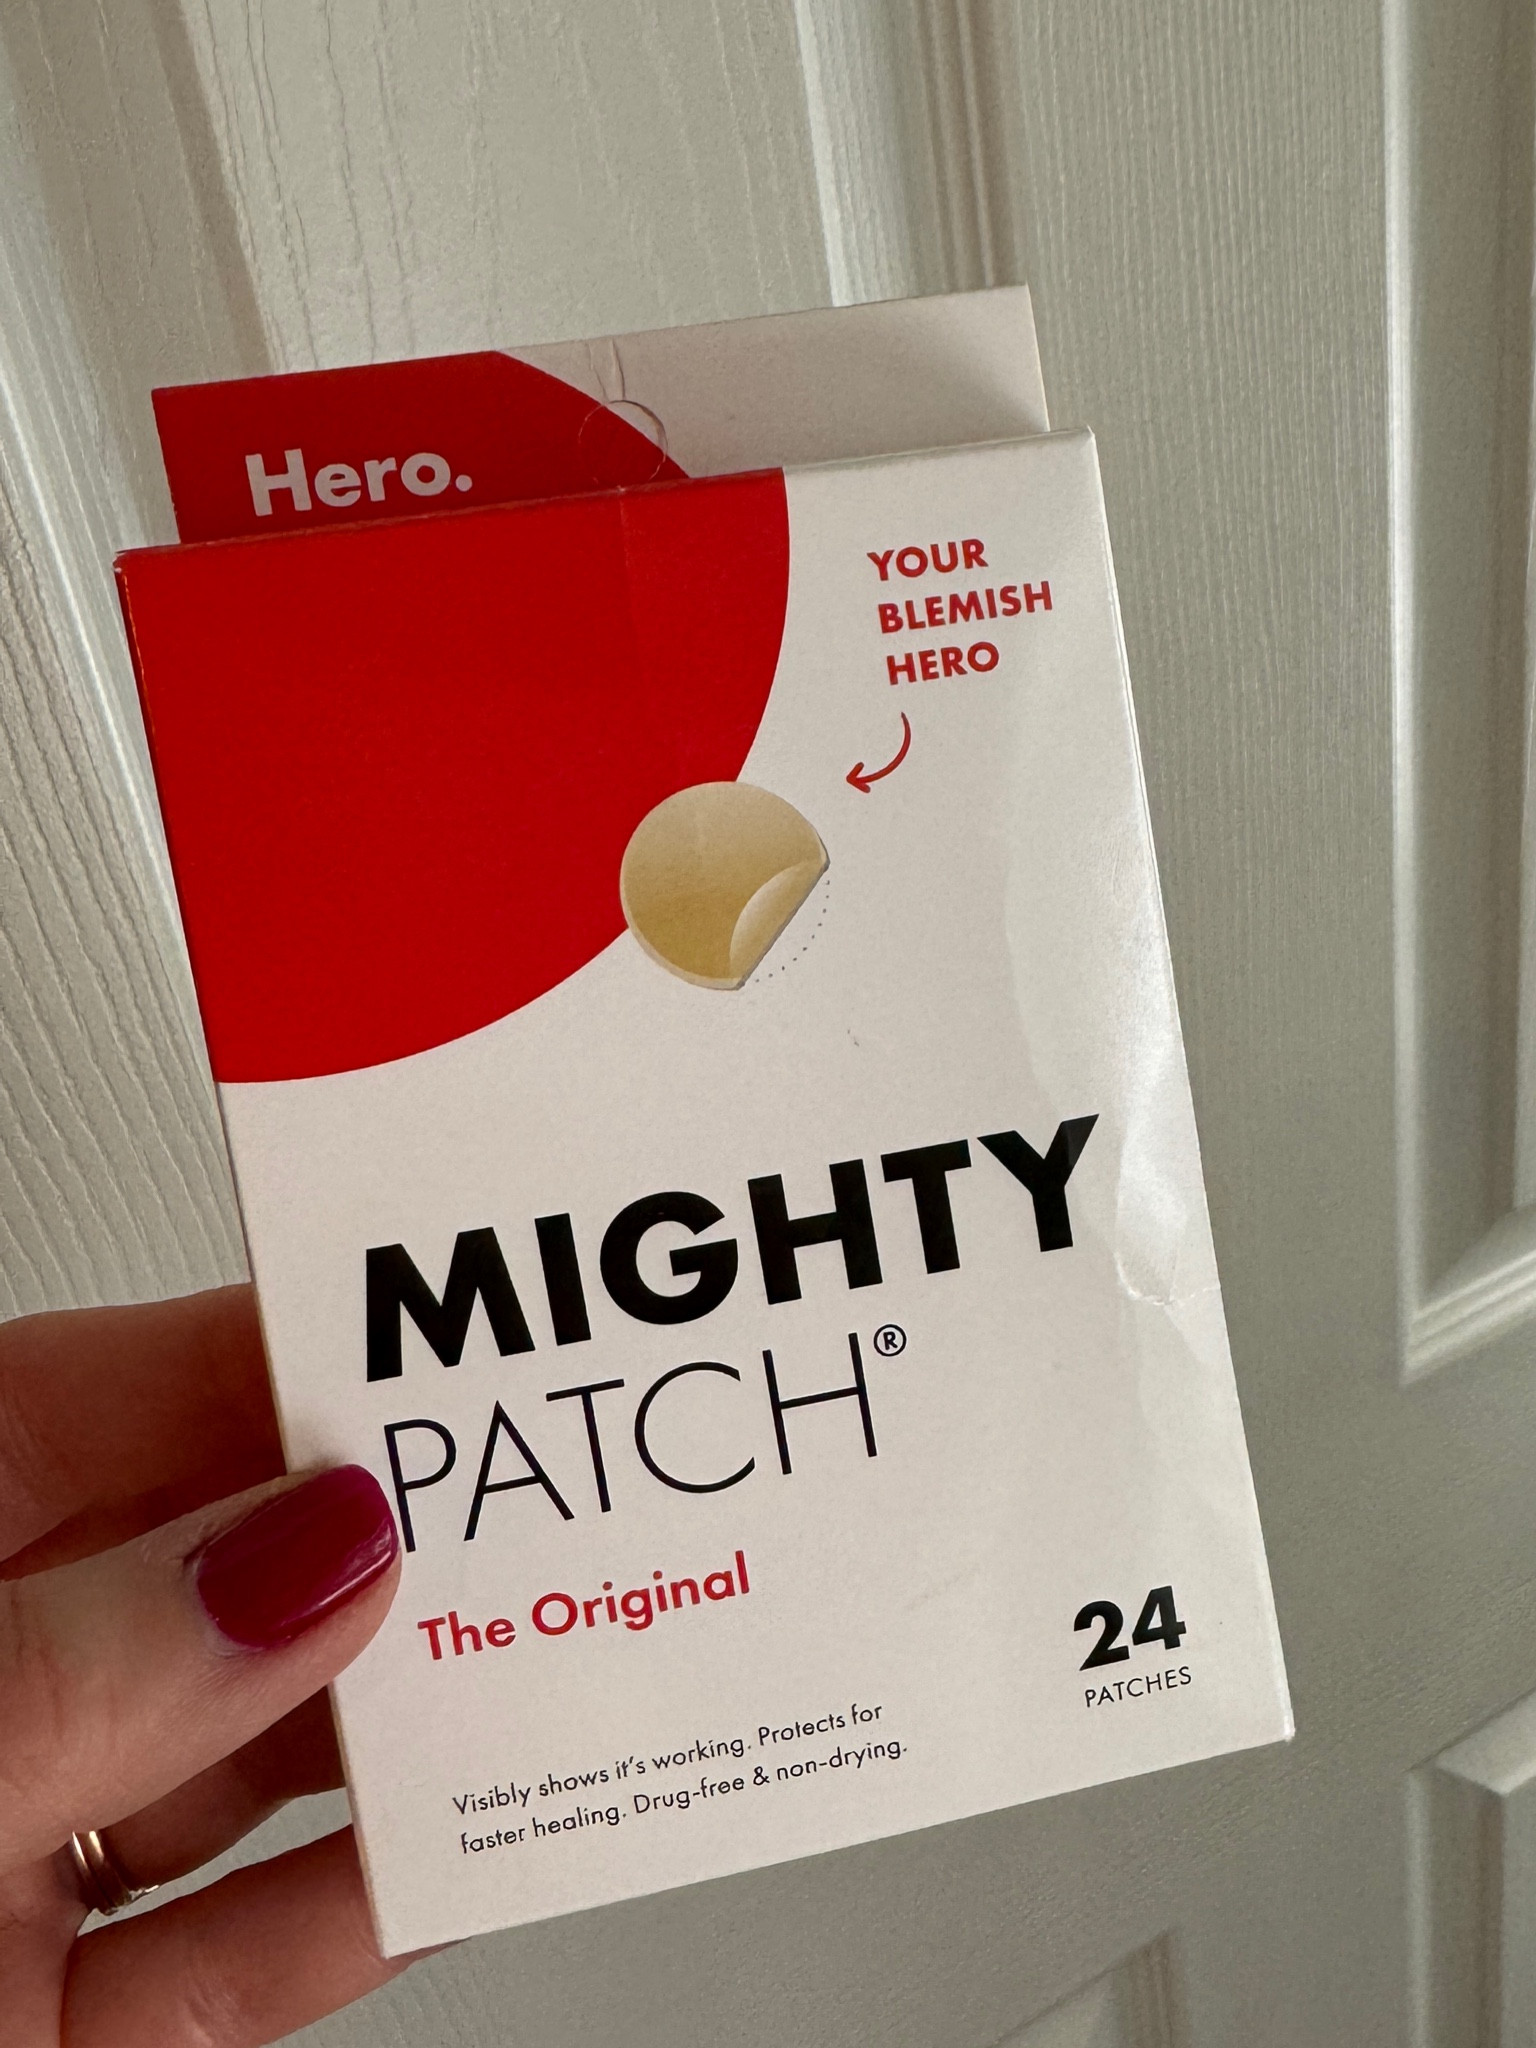 Hero.
YOUR
BLEMISH
HERO
MIGHTY
PATCH®
The Original
24
PATCHES
Visibly shows it's working. Protects for
faster healing. Drug-free & non-drying.